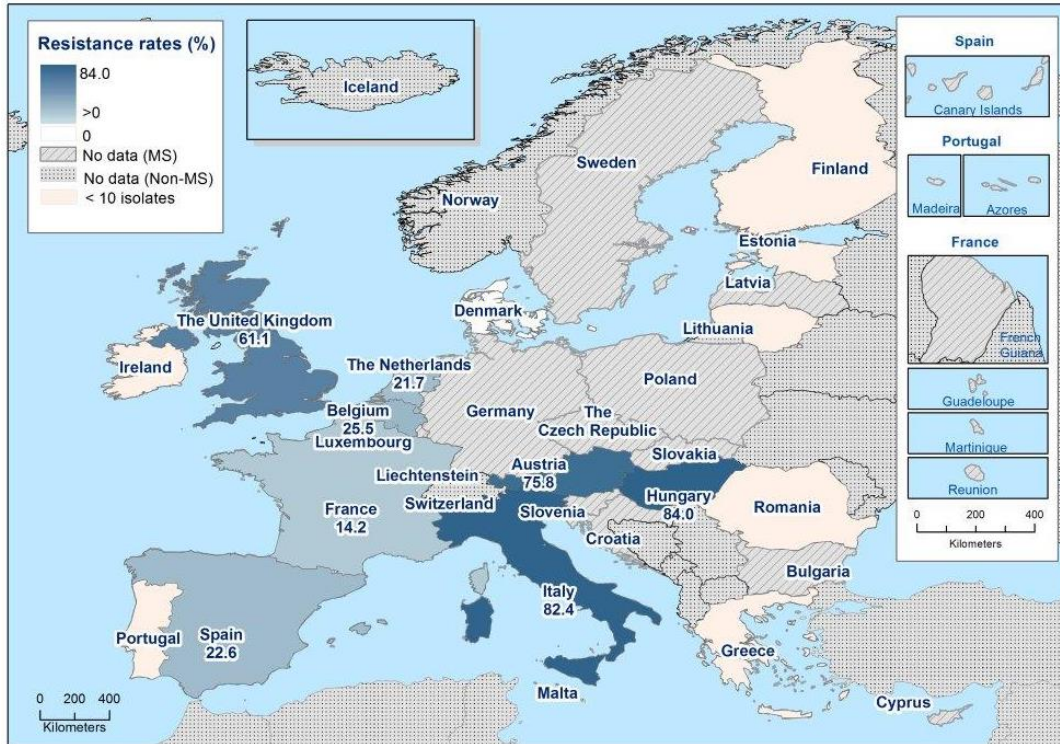 Resistance rates (%)
84.0
>0
0
No data (MS)
No data (Non-MS)
< 10 isolates
Iceland
Spain
Canary Islands
Portugal
Madeira
Azores
France
French
Guiana
Guadeloupe
Martinique
Reunion
0 200 400
Kilometers
Sweden
Finland
Norway
Estonia
Latvia
Denmark
Lithuania
The United Kingdom
61.1
Ireland
The Netherlands
21.7
Poland
Belgium
25.5
Germany
The
Czech Republic
Luxembourg
Slovakia
Liechtenstein
Austria
75.8
Hungary
84.0
Switzerland
Slovenia
Romania
France
14.2
Croatia
Bulgaria
Italy
82.4
Portugal
Spain
22.6
Greece
Malta
Cyprus
0 200 400
Kilometers